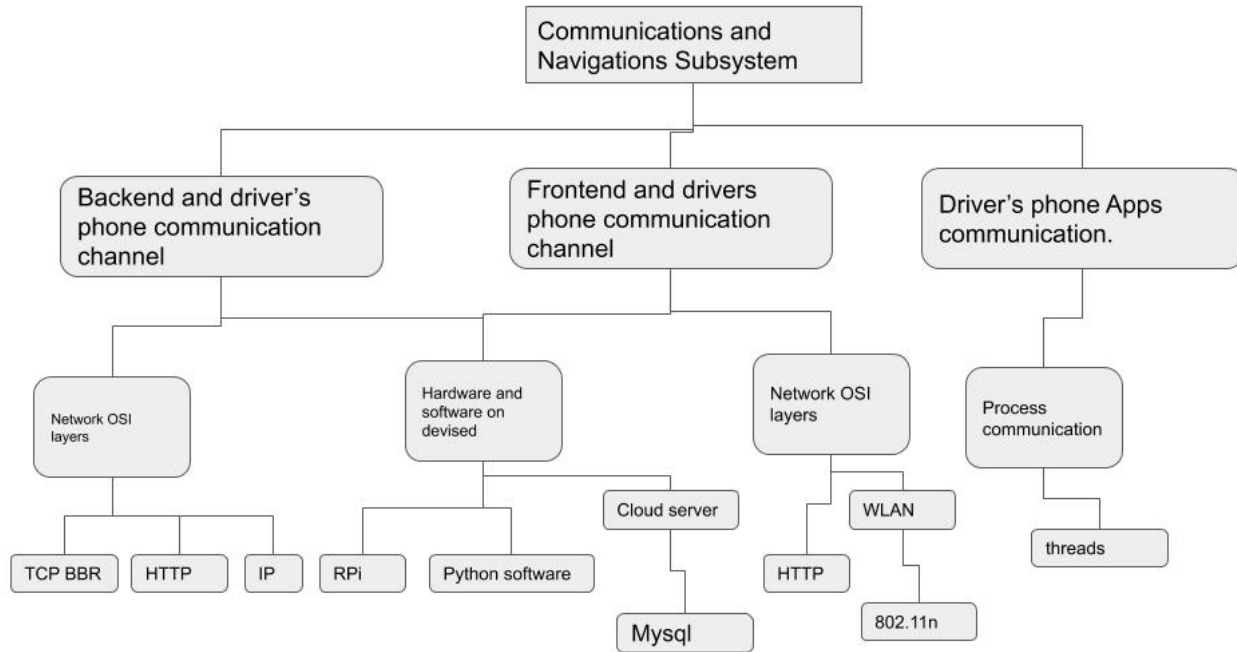 Communications and
Navigations Subsystem
Backend and driver's
phone communication
channel
Frontend and drivers
phone communication
channel
Driver's phone Apps
communication.
Network OSI
layers
Hardware and
software on
devised
Network OSI
layers
Process
communication
Cloud server
WLAN
threads
TCP BBR
HTTP
IP
RPi
Python software
HTTP
Mysql
802.11n